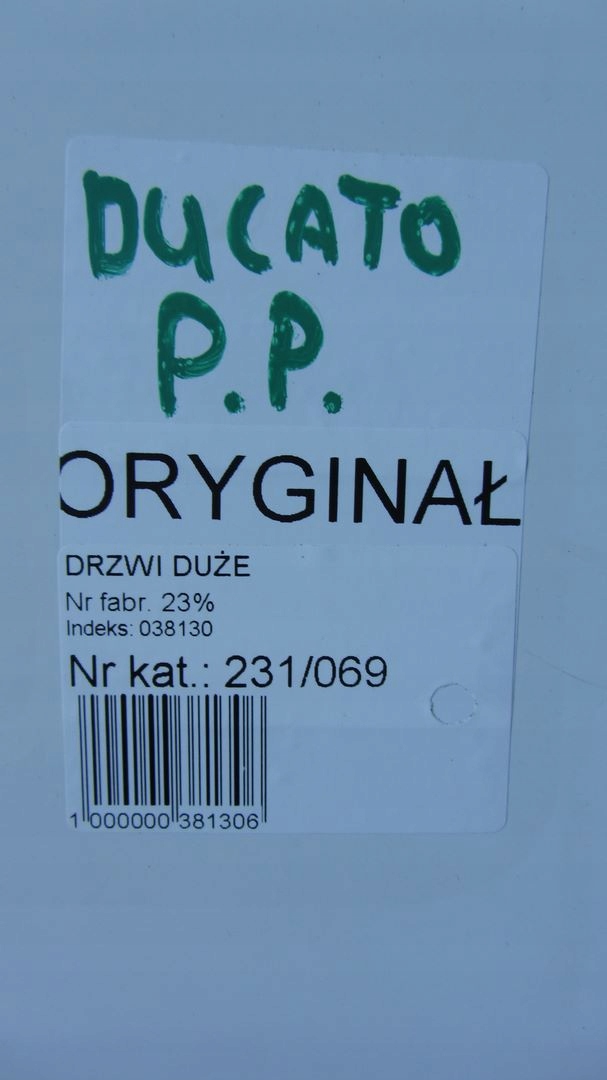 DUCATO
P.P.
ORYGINAŁ
DRZWI DUŻE
Nr fabr. 23%
Indeks: 038130
Nr kat.: 231/069
1 000000 381306